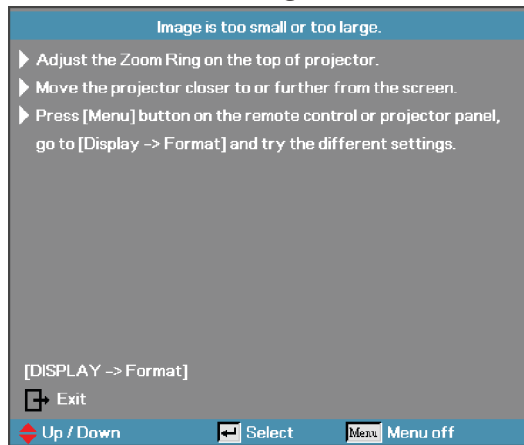 Image is too small or too large.
Adjust the Zoom Ring on the top of projector.
Move the projector closer to or further from the screen.
Press [Menu] button on the remote control or projector panel,
go to [Display -> Format] and try the different settings.
[DISPLAY -> Format]
Exit
Up / Down Select Menu Menu off